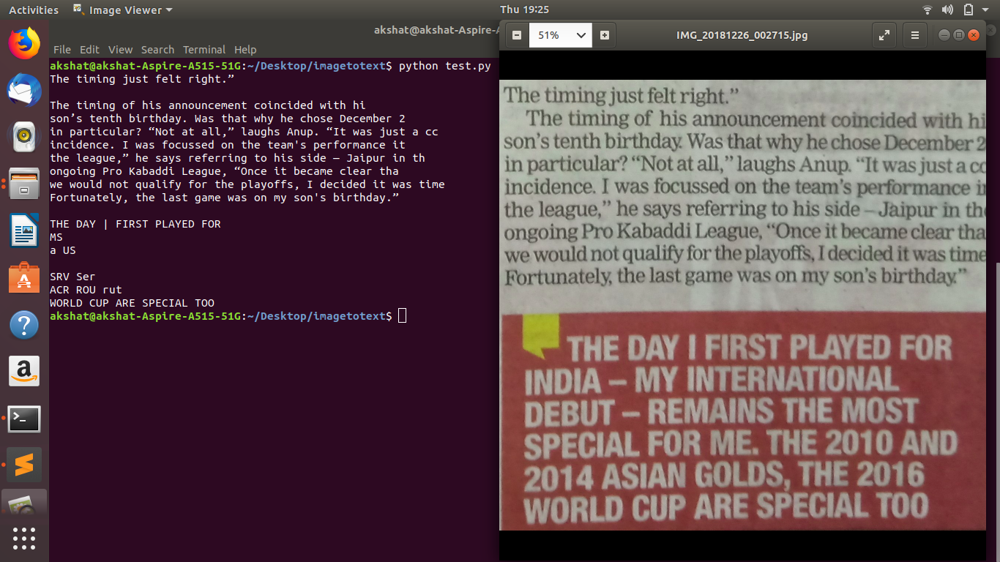 Activities
Image Viewer
Thu 19:25
akshat@akshat-Aspire-A
File Edit View Search Terminal Help
akshat@akshat-Aspire-A515-51G:~/Desktop/imagetotext$ python test.py
The timing just felt right.”
The timing of his announcement coincided with hi
son’s tenth birthday. Was that why he chose December 2
in particular? “Not at all,” laughs Anup. “It was just a cc
incidence. I was focussed on the team's performance it
the league,” he says referring to his side — Jaipur in th
ongoing Pro Kabaddi League, “Once it became clear tha
we would not qualify for the playoffs, I decided it was time
Fortunately, the last game was on my son's birthday.”
THE DAY | FIRST PLAYED FOR
MS
a US
SRV Ser
ACR ROU rut
WORLD CUP ARE SPECIAL TOO
akshat@akshat-Aspire-A515-51G:~/Desktop/imagetotext$
51%
IMG_20181226_002715.jpg
The timing just felt right.”
The timing of his announcement coincided with hi
son’s tenth birthday. Was that why he chose December 2
in particular? “Not at all,” laughs Anup. “It was just a co
incidence. I was focussed on the team’s performance i
the league,” he says referring to his side – Jaipur in th
ongoing Pro Kabaddi League, “Once it became clear tha
we would not qualify for the playoffs, I decided it was time
Fortunately, the last game was on my son’s birthday.”
THE DAY I FIRST PLAYED FOR
INDIA – MY INTERNATIONAL
DEBUT – REMAINS THE MOST
SPECIAL FOR ME. THE 2010 AND
2014 ASIAN GOLDS, THE 2016
WORLD CUP ARE SPECIAL TOO